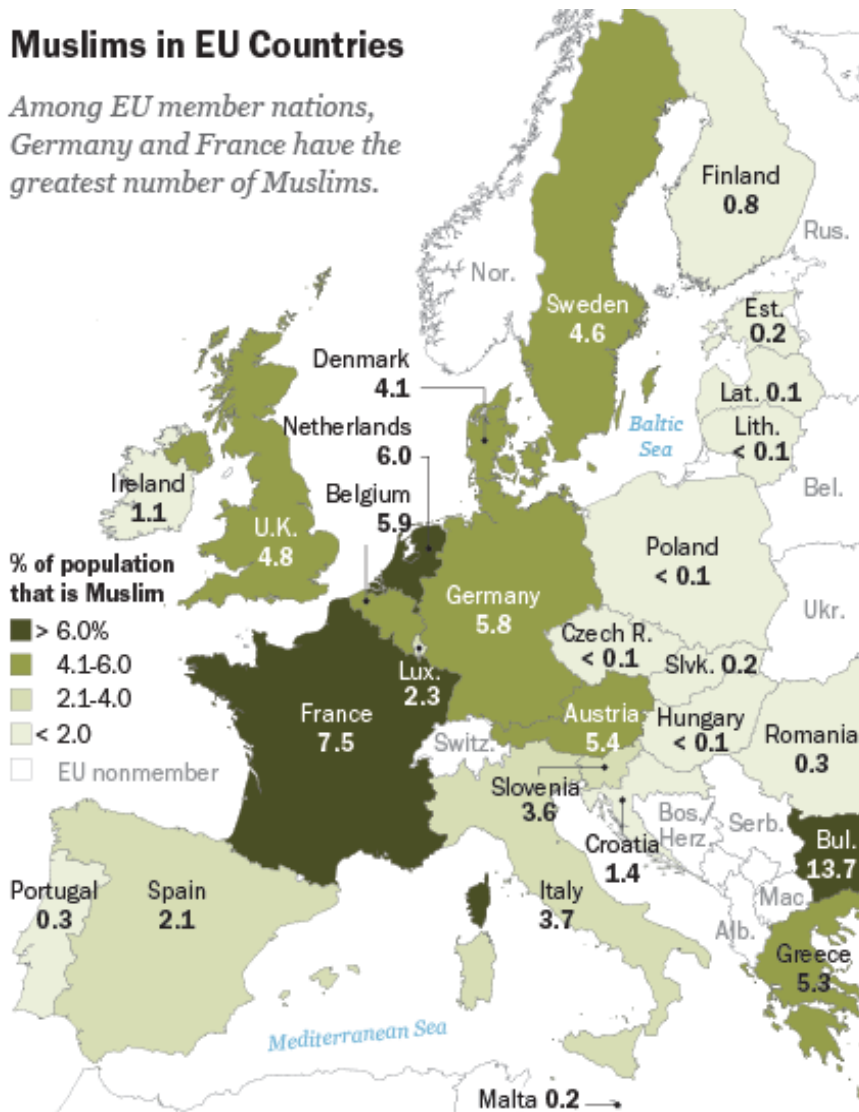 Muslims in EU Countries
Among EU member nations,
Germany and France have the
greatest number of Muslims.
Finland
0.8
Rus.
Nor.
Sweden
4.6
Est.
0.2
Denmark
4.1
Lat. 0.1
Netherlands
6.0
Baltic
Sea
Lith.
< 0.1
Ireland
1.1
Belgium
5.9
Bel.
U.K.
4.8
Poland
< 0.1
% of population
that is Muslim
> 6.0%
4.1-6.0
2.1-4.0
< 2.0
EU nonmember
Germany
5.8
Ukr.
Czech R.
< 0.1
Slvk. 0.2
Lux.
2.3
France
7.5
Switz.
Austria
5.4
Hungary
< 0.1
Romania
0.3
Slovenia
3.6
Croatia
1.4
Bos./
Herz.
Serb.
Bul.
13.7
Portugal
0.3
Spain
2.1
Italy
3.7
Mac.
Alb.
Greece
5.3
Mediterranean Sea
Malta 0.2